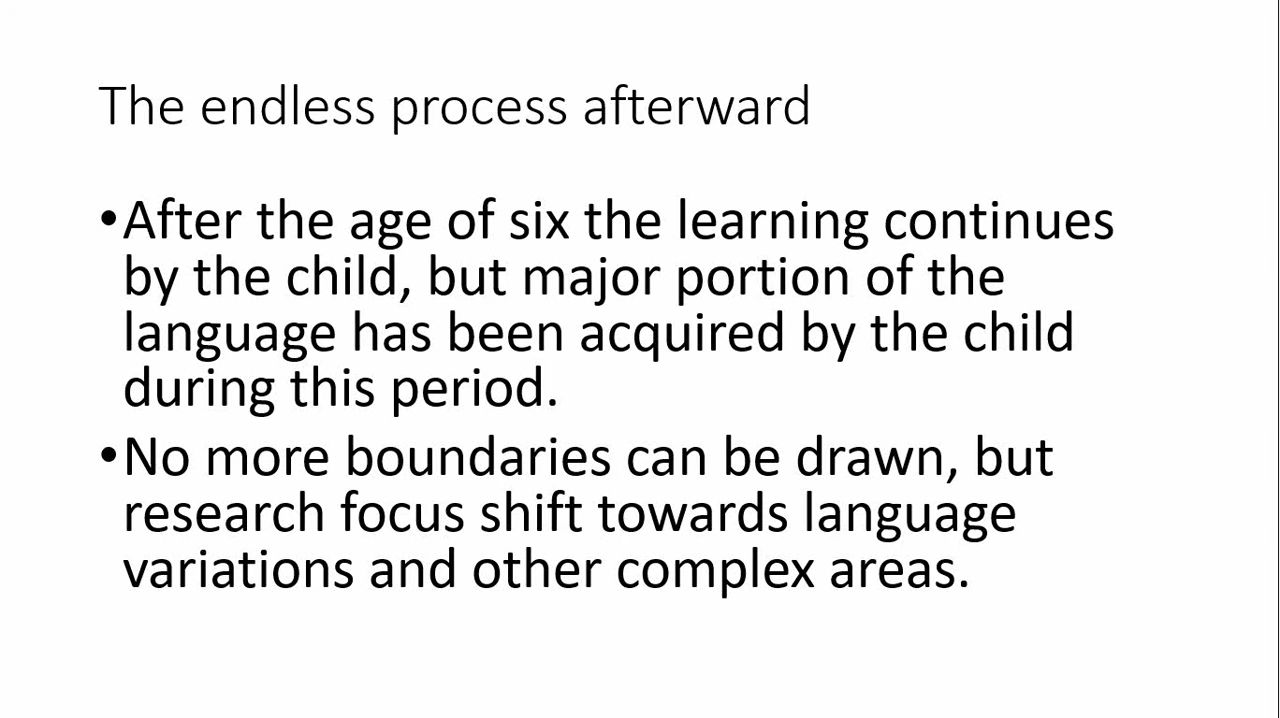 The endless process afterward
•After the age of six the learning continues
by the child, but major portion of the
language has been acquired by the child
during this period.
•No more boundaries can be drawn, but
research focus shift towards language
variations and other complex areas.